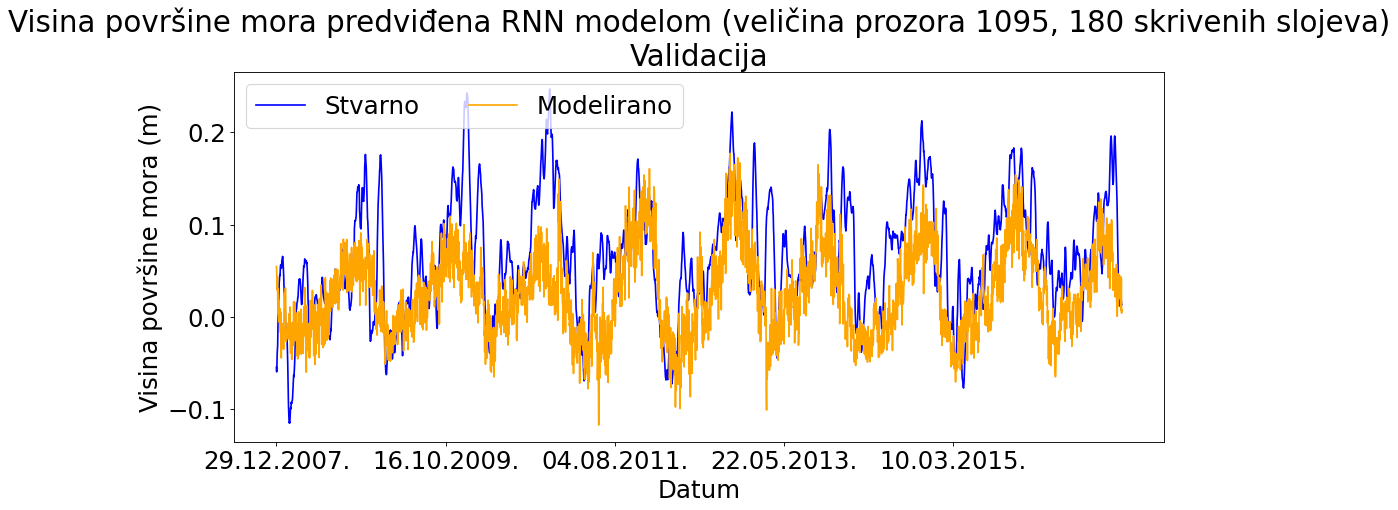 Visina površine mora predviđena RNN modelom (veličina prozora 1095, 180 skrivenih slojeva)
Validacija
Stvarno
Modelirano
Visina površine mora (m)
0.2
0.1
0.0
−0.1
29.12.2007.
16.10.2009.
04.08.2011.
22.05.2013.
10.03.2015.
Datum